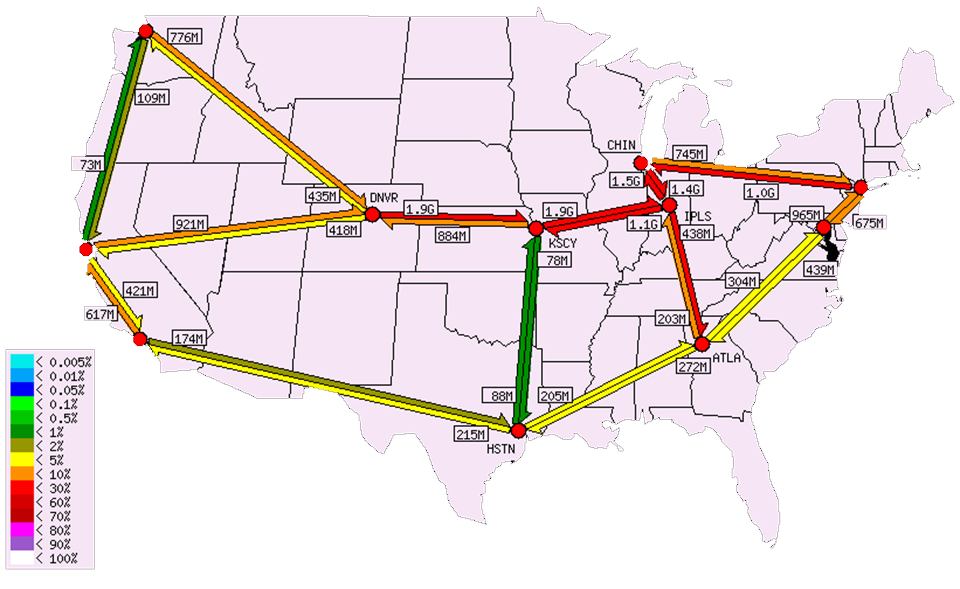 776M
109M
CHIN
745M
73M
1.5G
1.4G
435M
DNVR
1.9G
1.9G
1.0G
921M
418M
884M
KSCY
1.1G
IPLS
438M
965M
675M
78M
439M
421M
304M
617M
203M
174M
ATLA
272M
88M
205M
215M
HSTN
< 0.005%
< 0.01%
< 0.05%
< 0.1%
< 0.5%
< 1%
< 2%
< 5%
< 10%
< 30%
< 60%
< 70%
< 80%
< 90%
< 100%